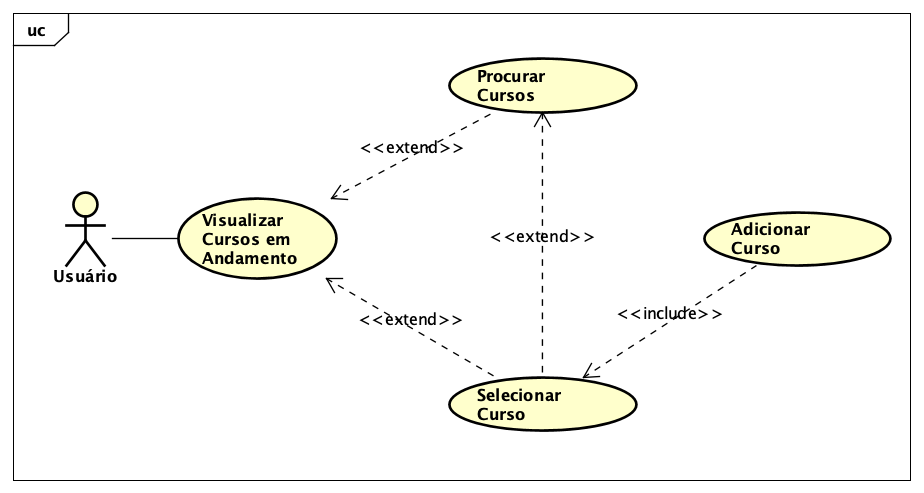 uc
Procurar
Cursos
<<extend>>
Visualizar
Cursos em
Andamento
Usuário
<<extend>>
Adicionar
Curso
<<include>>
<<extend>>
Selecionar
Curso